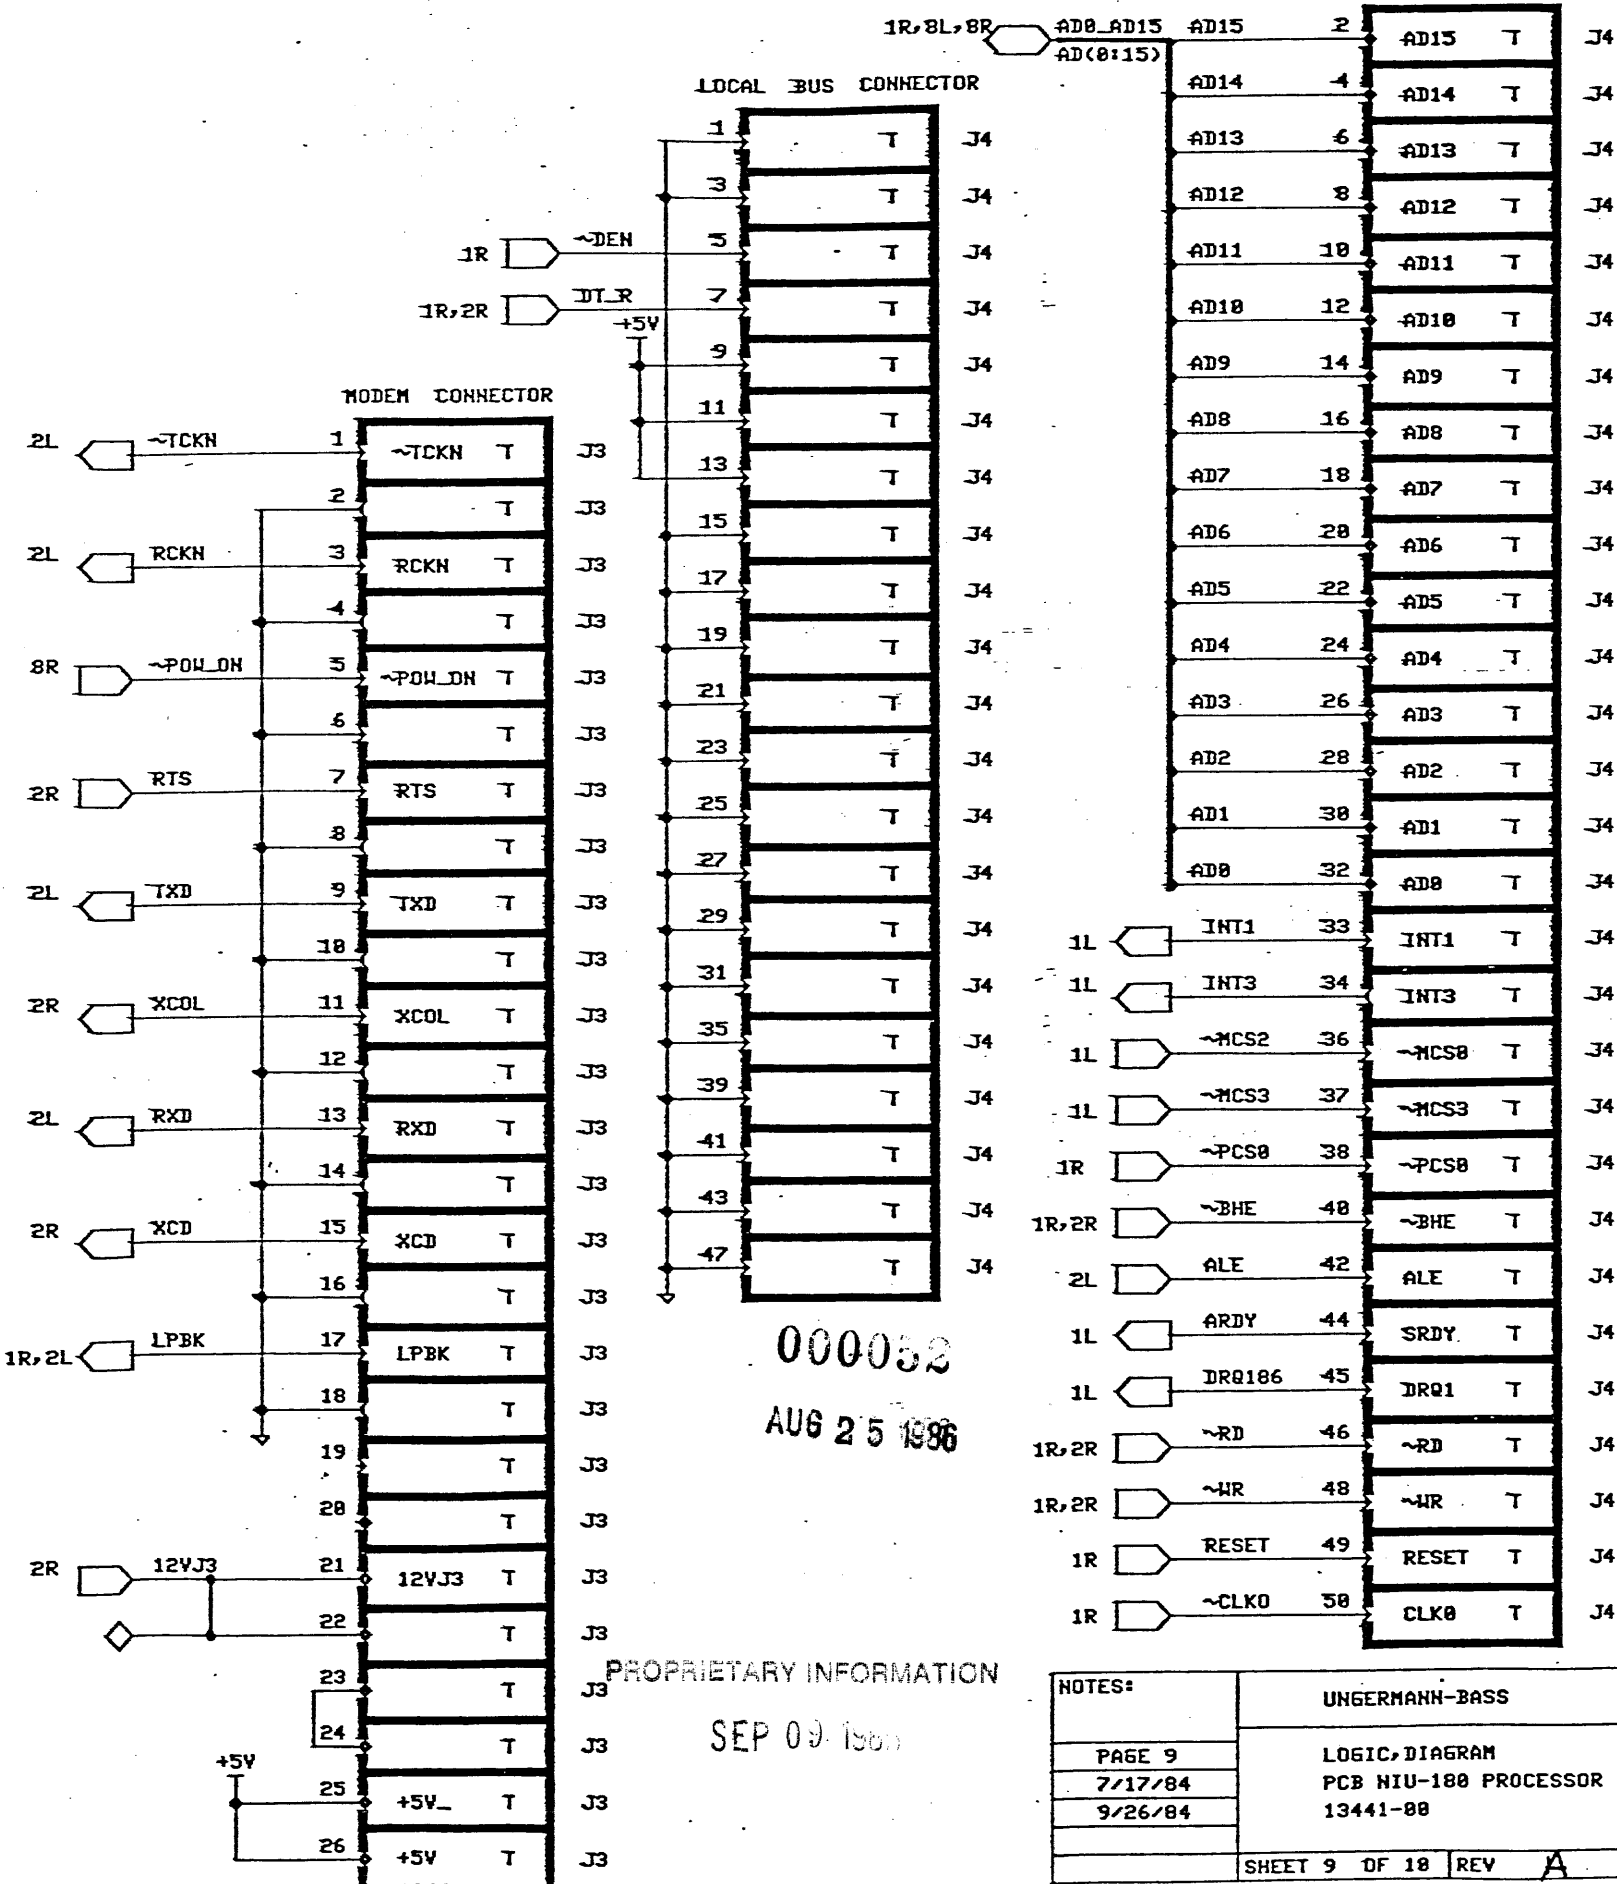 MODEM CONNECTOR
2L ~TCKN 1 ~TCKN T J3
2 T J3
2L RCKN 3 RCKN T J3
4 T J3
8R ~POW_ON 5 ~POW_ON T J3
6 T J3
2R RTS 7 RTS T J3
8 T J3
2L TXD 9 TXD T J3
10 T J3
2R XCOL 11 XCOL T J3
12 T J3
2L RXD 13 RXD T J3
14 T J3
2R XCD 15 XCD T J3
16 T J3
1R,2L LPBK 17 LPBK T J3
18 T J3
19 T J3
20 T J3
2R 12VJ3 21 12VJ3 T J3
22 T J3
23 T J3
24 T J3
+5V
25 +5V_ T J3
26 +5V T J3
LOCAL BUS CONNECTOR
1 T J4
3 T J4
1R ~DEN 5 T J4
1R,2R DT_R 7 T J4
+5V
9 T J4
11 T J4
13 T J4
15 T J4
17 T J4
19 T J4
21 T J4
23 T J4
25 T J4
27 T J4
29 T J4
31 T J4
35 T J4
39 T J4
41 T J4
43 T J4
47 T J4
000032
AUG 25 1986
PROPRIETARY INFORMATION
SEP 09
1R,8L,8R AD0_AD15 AD15 2 AD15 T J4
AD(0:15)
AD14 4 AD14 T J4
AD13 6 AD13 T J4
AD12 8 AD12 T J4
AD11 10 AD11 T J4
AD10 12 AD10 T J4
AD9 14 AD9 T J4
AD8 16 AD8 T J4
AD7 18 AD7 T J4
AD6 20 AD6 T J4
AD5 22 AD5 T J4
AD4 24 AD4 T J4
AD3 26 AD3 T J4
AD2 28 AD2 T J4
AD1 30 AD1 T J4
AD0 32 AD0 T J4
1L INT1 33 INT1 T J4
1L INT3 34 INT3 T J4
1L ~MCS2 36 ~MCS0 T J4
1L ~MCS3 37 ~MCS3 T J4
1R ~PCS0 38 ~PCS0 T J4
1R,2R ~BHE 40 ~BHE T J4
2L ALE 42 ALE T J4
1L ARDY 44 SRDY T J4
1L DRQ186 45 DRQ1 T J4
1R,2R ~RD 46 ~RD T J4
1R,2R ~WR 48 ~WR T J4
1R RESET 49 RESET T J4
1R ~CLKO 50 CLK0 T J4
NOTES:
UNGERMANN-BASS
PAGE 9
7/17/84
9/26/84
LOGIC,DIAGRAM
PCB NIU-180 PROCESSOR
13441-00
SHEET 9 OF 10 REV A